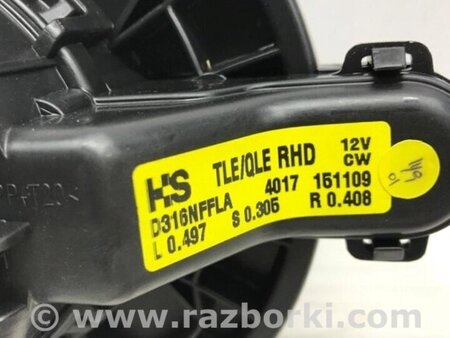 HS TLE/QLE RHD 12V
CW
D316NFFLA 4017 151109
L 0.497 S 0.305 R 0.408
www.razborki.com